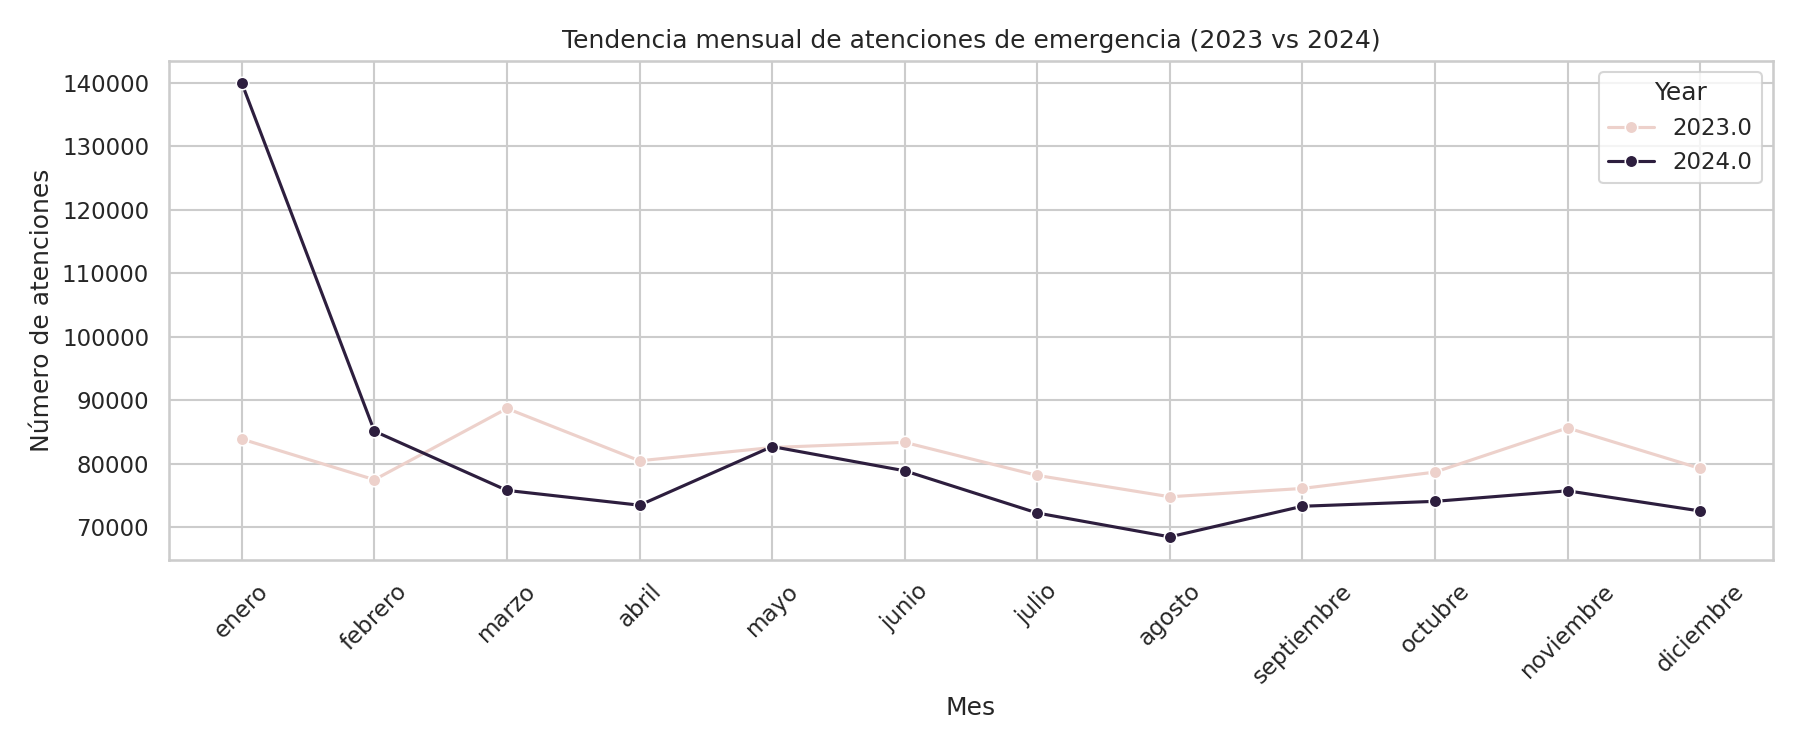 Tendencia mensual de atenciones de emergencia (2023 vs 2024)
Número de atenciones
140000
130000
120000
110000
100000
90000
80000
70000
Year
2023.0
2024.0
enero
febrero
marzo
abril
mayo
junio
julio
agosto
septiembre
octubre
noviembre
diciembre
Mes